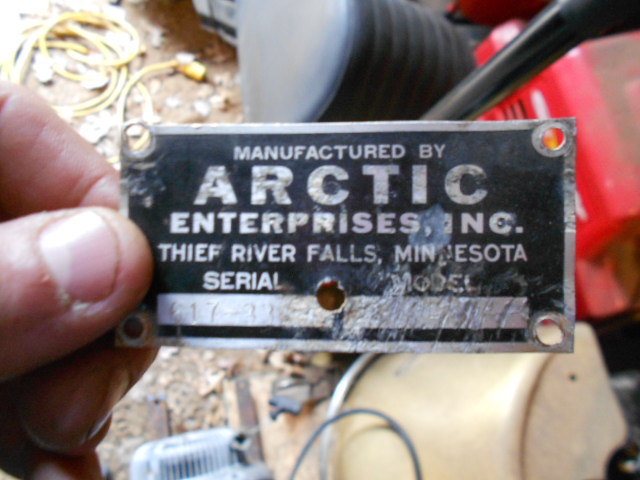 MANUFACTURED BY
ARCTIC
ENTERPRISES, INC.
THIEF RIVER FALLS, MINNESOTA
SERIAL MODEL